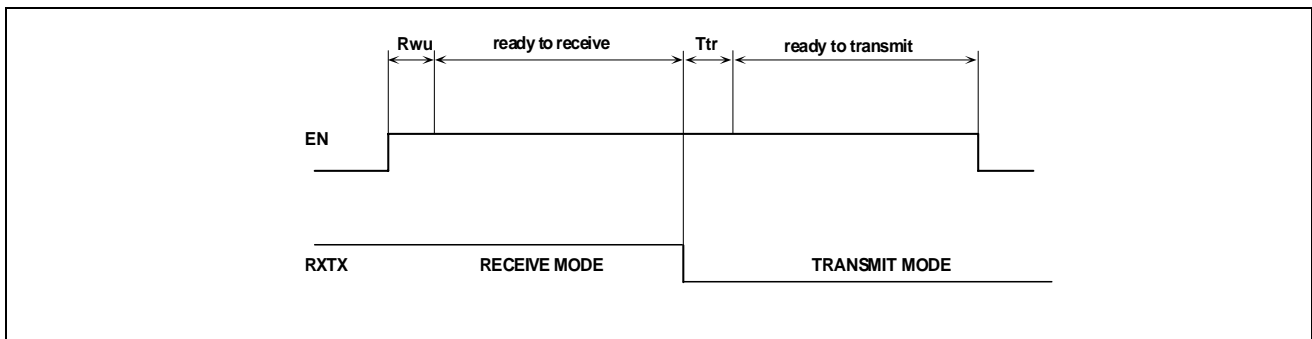 Rwu ready to receive Ttr ready to transmit
EN
RXTX RECEIVE MODE TRANSMIT MODE